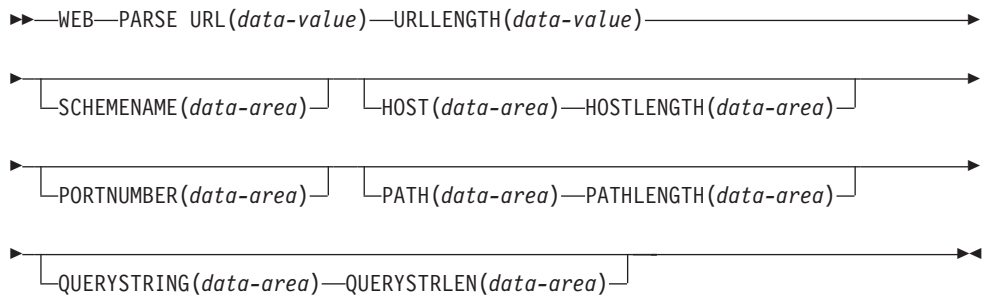 WEB PARSE URL(data-value) URLLENGTH(data-value)
SCHEMENAME(data-area) HOST(data-area) HOSTLENGTH(data-area)
PORTNUMBER(data-area) PATH(data-area) PATHLENGTH(data-area)
QUERYSTRING(data-area) QUERYSTRLEN(data-area)